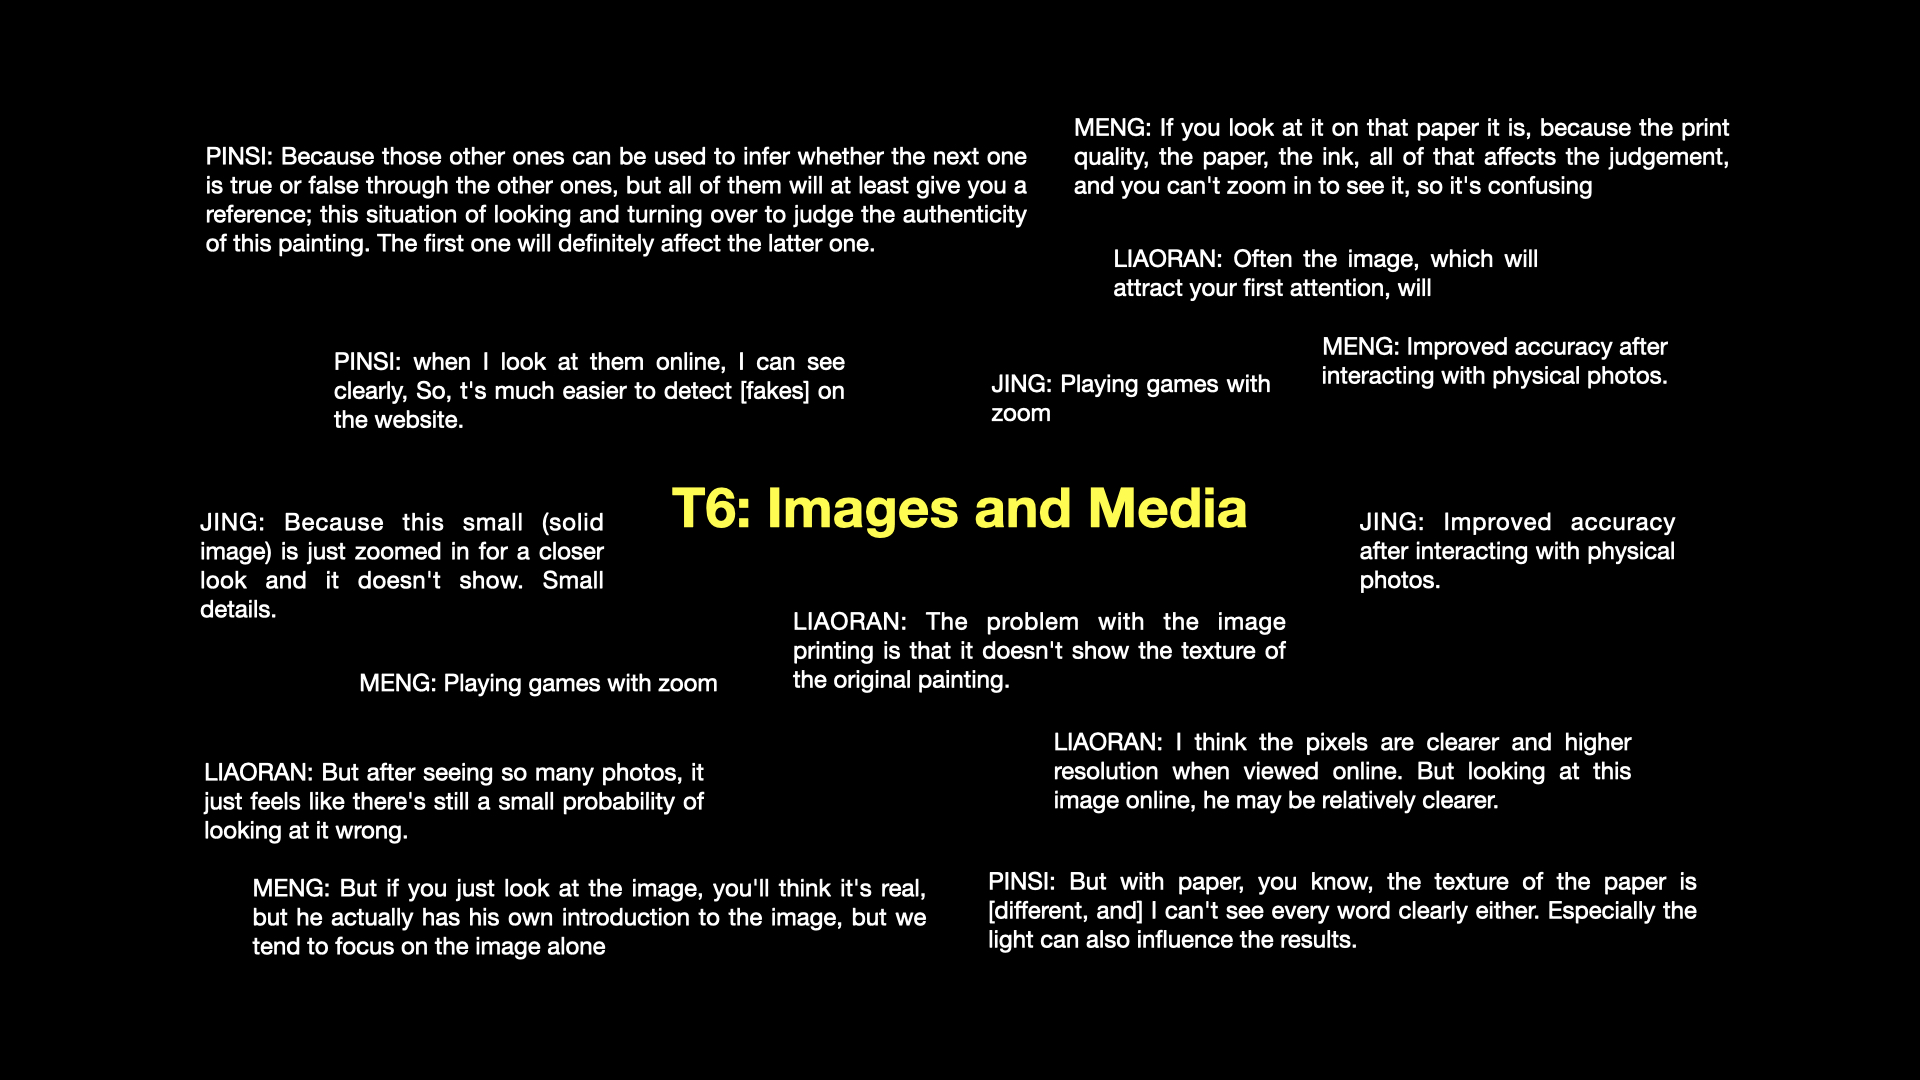 PINSI: Because those other ones can be used to infer whether the next one
is true or false through the other ones, but all of them will at least give you a
reference; this situation of looking and turning over to judge the authenticity
of this painting. The first one will definitely affect the latter one.
MENG: If you look at it on that paper it is, because the print
quality, the paper, the ink, all of that affects the judgement,
and you can't zoom in to see it, so it's confusing
LIAORAN: Often the image, which will
attract your first attention, will
PINSI: when I look at them online, I can see
clearly, So, t's much easier to detect [fakes] on
the website.
JING: Playing games with
zoom
MENG: Improved accuracy after
interacting with physical photos.
T6: Images and Media
JING: Because this small (solid
image) is just zoomed in for a closer
look and it doesn't show. Small
details.
JING: Improved accuracy
after interacting with physical
photos.
LIAORAN: The problem with the image
printing is that it doesn't show the texture of
the original painting.
MENG: Playing games with zoom
LIAORAN: I think the pixels are clearer and higher
resolution when viewed online. But looking at this
image online, he may be relatively clearer.
LIAORAN: But after seeing so many photos, it
just feels like there's still a small probability of
looking at it wrong.
MENG: But if you just look at the image, you'll think it's real,
but he actually has his own introduction to the image, but we
tend to focus on the image alone
PINSI: But with paper, you know, the texture of the paper is
[different, and] I can't see every word clearly either. Especially the
light can also influence the results.